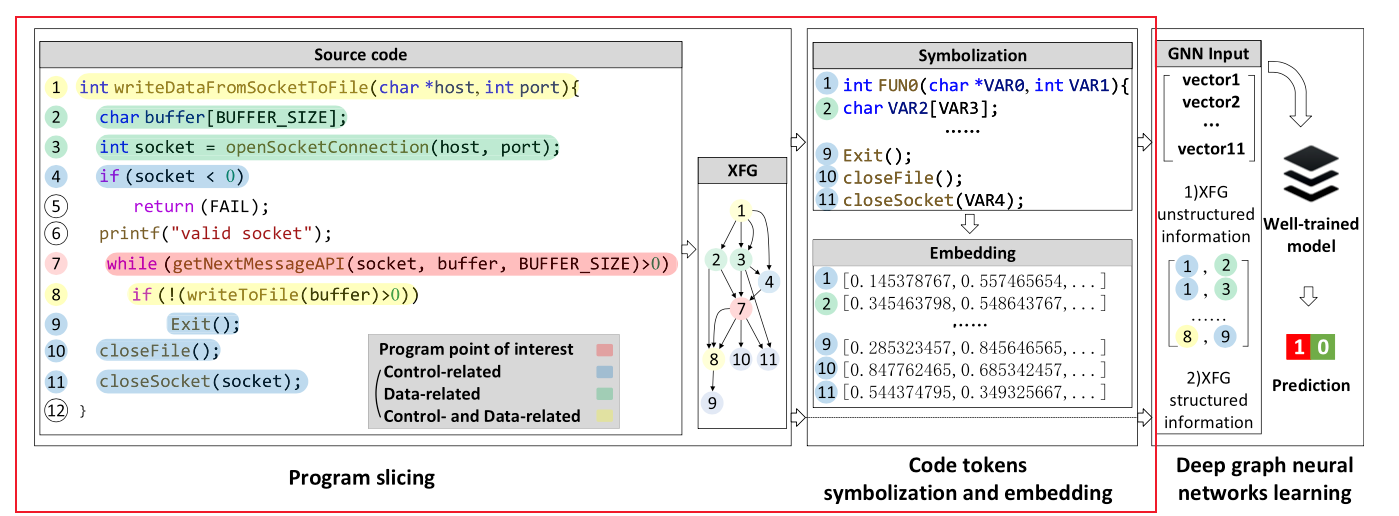 Source code
1 int writeDataFromSocketToFile(char *host, int port){
2 char buffer[BUFFER_SIZE];
3 int socket = openSocketConnection(host, port);
4 if (socket < 0)
5 return (FAIL);
6 printf("valid socket");
7 while (getNextMessageAPI(socket, buffer, BUFFER_SIZE)>0)
8 if (!(writeToFile(buffer)>0))
9 Exit();
10 closeFile();
11 closeSocket(socket);
12 }
Program point of interest
Control-related
Data-related
Control- and Data-related
XFG
1
2 3
4
7
8 10 11
9
Program slicing
Symbolization
1 int FUN0(char *VAR0, int VAR1){
2 char VAR2[VAR3];
......
9 Exit();
10 closeFile();
11 closeSocket(VAR4);
Embedding
1 [0.145378767, 0.557465654, ...]
2 [0.345463798, 0.548643767, ...]
,.....
9 [0.285323457, 0.845646565, ...]
10 [0.847762465, 0.685342457, ...]
11 [0.544374795, 0.349325667, ...]
Code tokens
symbolization and embedding
GNN Input
vector1
vector2
...
vector11
1)XFG
unstructured
information
1 , 2
1 , 3
......
8 , 9
2)XFG
structured
information
Well-trained
model
1 0
Prediction
Deep graph neural
networks learning